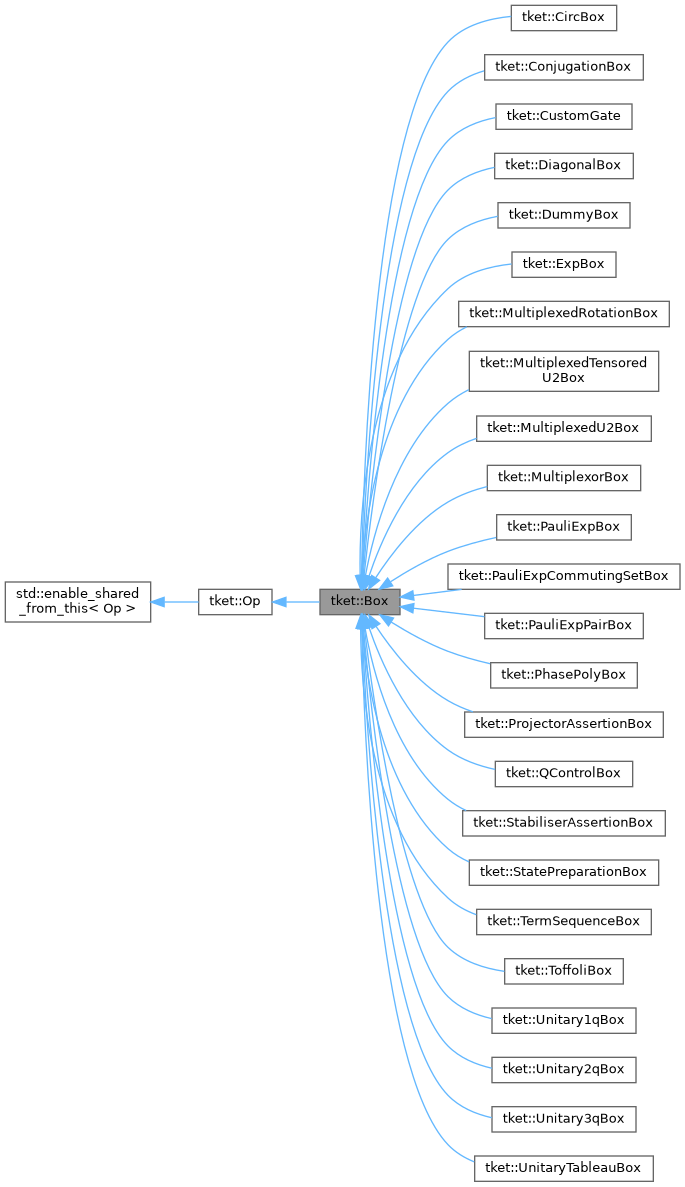 tket::CircBox
tket::ConjugationBox
tket::CustomGate
tket::DiagonalBox
tket::DummyBox
tket::ExpBox
tket::MultiplexedRotationBox
tket::MultiplexedTensored
U2Box
tket::MultiplexedU2Box
tket::MultiplexorBox
tket::PauliExpBox
tket::PauliExpCommutingSetBox
std::enable_shared
_from_this< Op >
tket::Op
tket::Box
tket::PauliExpPairBox
tket::PhasePolyBox
tket::ProjectorAssertionBox
tket::QControlBox
tket::StabiliserAssertionBox
tket::StatePreparationBox
tket::TermSequenceBox
tket::ToffoliBox
tket::Unitary1qBox
tket::Unitary2qBox
tket::Unitary3qBox
tket::UnitaryTableauBox